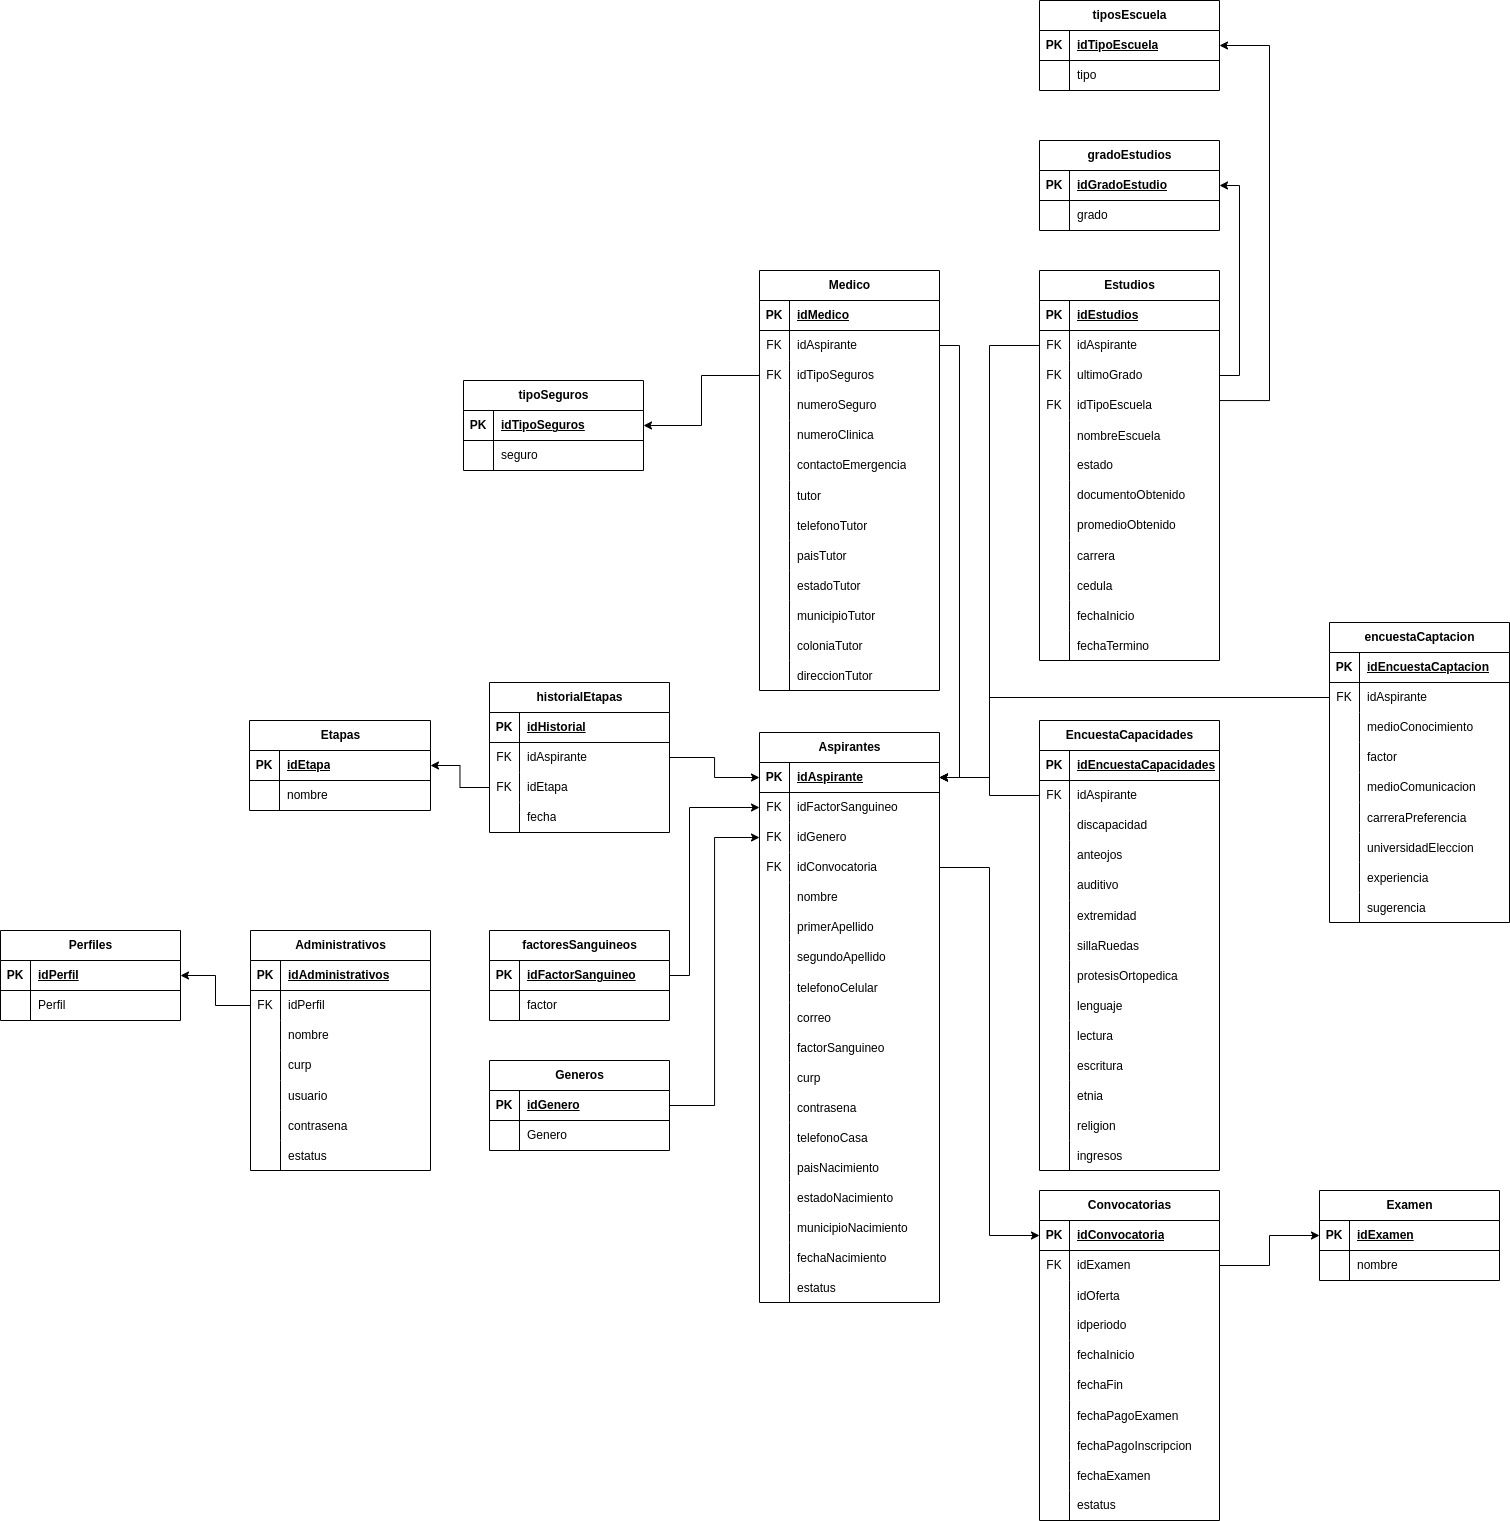 tiposEscuela
PK idTipoEscuela
tipo
gradoEstudios
PK idGradoEstudio
grado
Medico
PK idMedico
FK idAspirante
FK idTipoSeguros
numeroSeguro
numeroClinica
contactoEmergencia
tutor
telefonoTutor
paisTutor
estadoTutor
municipioTutor
coloniaTutor
direccionTutor
Estudios
PK idEstudios
FK idAspirante
FK ultimoGrado
FK idTipoEscuela
nombreEscuela
estado
documentoObtenido
promedioObtenido
carrera
cedula
fechaInicio
fechaTermino
tipoSeguros
PK idTipoSeguros
seguro
encuestaCaptacion
PK idEncuestaCaptacion
FK idAspirante
medioConocimiento
factor
medioComunicacion
carreraPreferencia
universidadEleccion
experiencia
sugerencia
historialEtapas
PK idHistorial
FK idAspirante
FK idEtapa
fecha
Etapas
PK idEtapa
nombre
Aspirantes
PK idAspirante
FK idFactorSanguineo
FK idGenero
FK idConvocatoria
nombre
primerApellido
segundoApellido
telefonoCelular
correo
factorSanguineo
curp
contrasena
telefonoCasa
paisNacimiento
estadoNacimiento
municipioNacimiento
fechaNacimiento
estatus
EncuestaCapacidades
PK idEncuestaCapacidades
FK idAspirante
discapacidad
anteojos
auditivo
extremidad
sillaRuedas
protesisOrtopedica
lenguaje
lectura
escritura
etnia
religion
ingresos
Perfiles
PK idPerfil
Perfil
Administrativos
PK idAdministrativos
FK idPerfil
nombre
curp
usuario
contrasena
estatus
factoresSanguineos
PK idFactorSanguineo
factor
Generos
PK idGenero
Genero
Convocatorias
PK idConvocatoria
FK idExamen
idOferta
idperiodo
fechaInicio
fechaFin
fechaPagoExamen
fechaPagoInscripcion
fechaExamen
estatus
Examen
PK idExamen
nombre